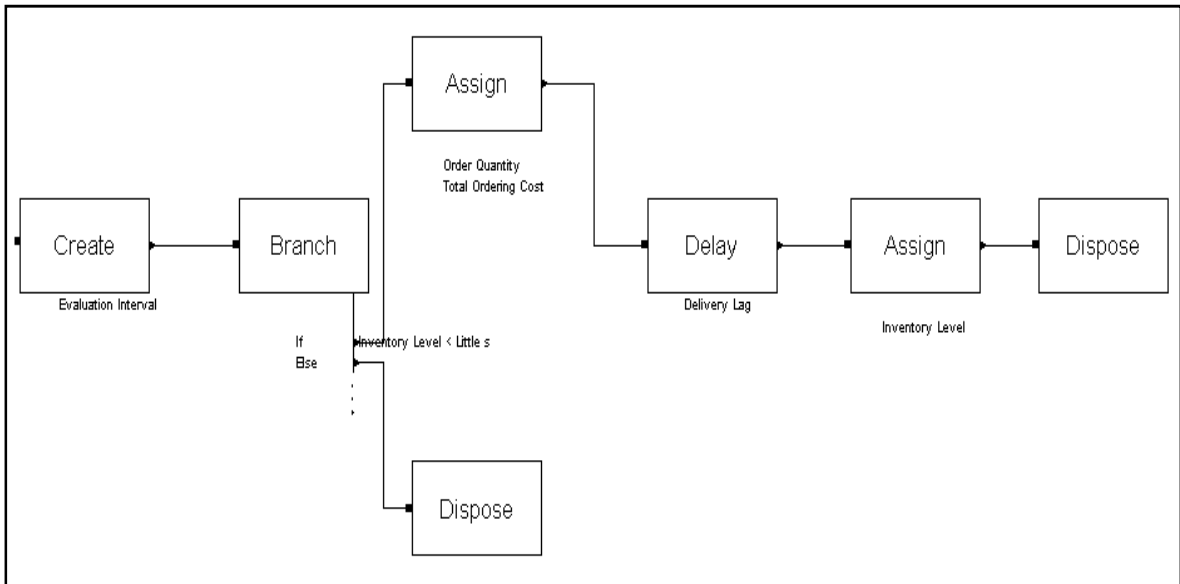 Assign
Order Quantity
Total Ordering Cost
Create
Evaluation Interval
Branch
If Inventory Level < Little s
Else
Delay
Delivery Lag
Assign
Inventory Level
Dispose
Dispose